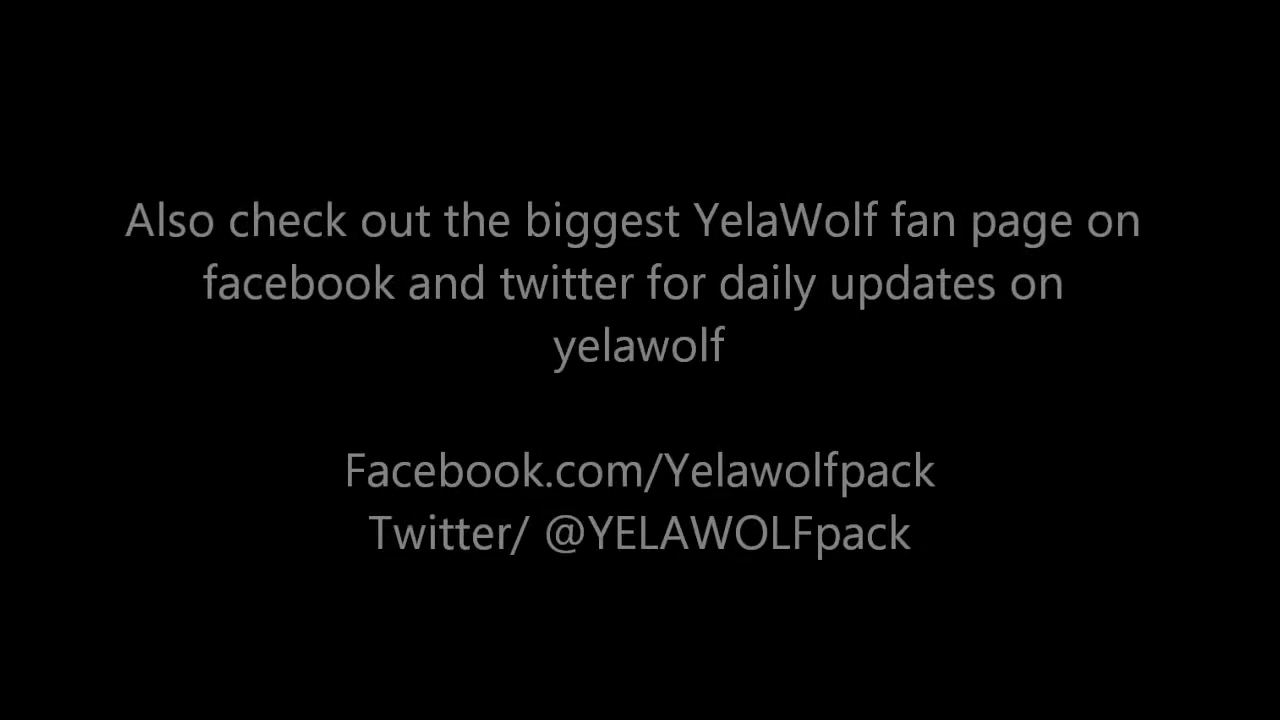 Also check out the biggest YelaWolf fan page on
facebook and twitter for daily updates on
yelawolf
Facebook.com/Yelawolfpack
Twitter/ @YELAWOLFpack